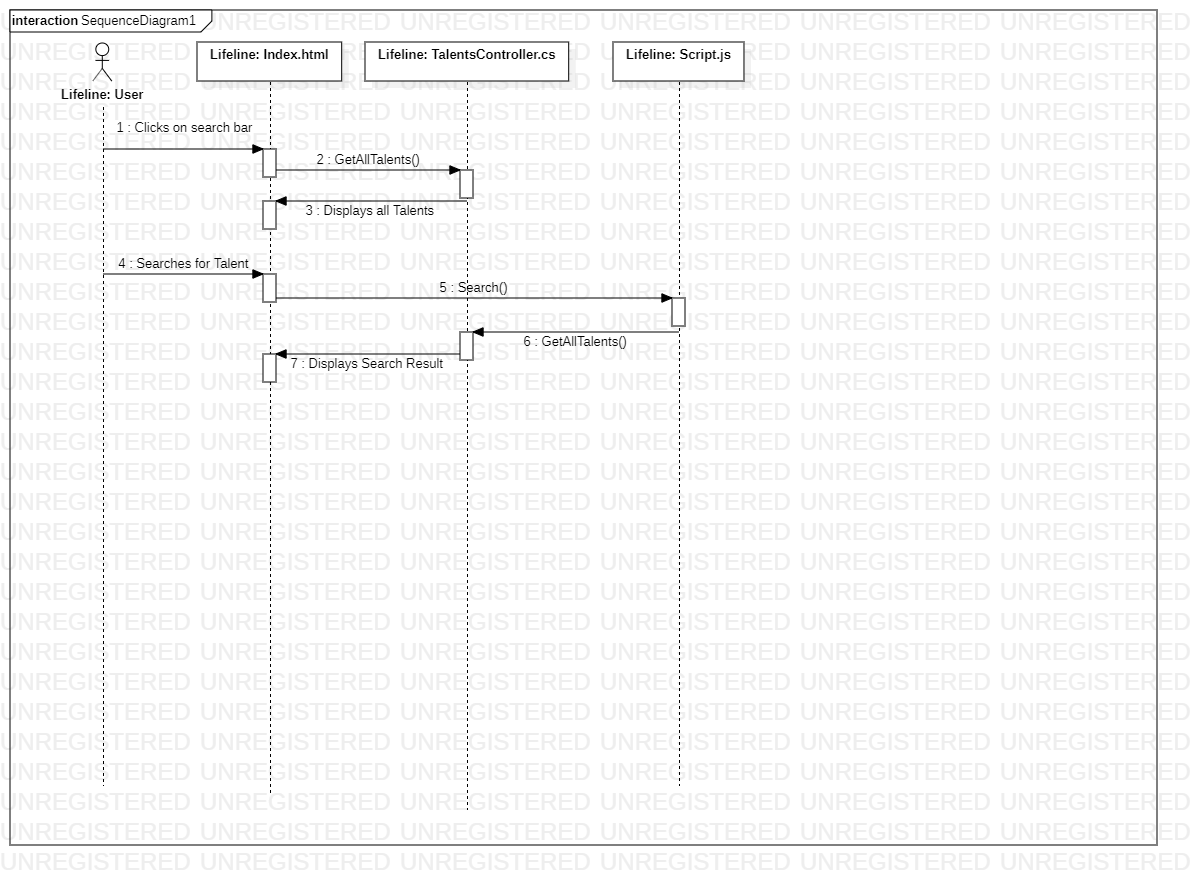 interaction SequenceDiagram1
Lifeline: User
Lifeline: Index.html
Lifeline: TalentsController.cs
Lifeline: Script.js
1 : Clicks on search bar
2 : GetAllTalents()
3 : Displays all Talents
4 : Searches for Talent
5 : Search()
6 : GetAllTalents()
7 : Displays Search Result
UNREGISTERED UNREGISTERED UNREGISTERED UNREGISTERED UNREGISTERED UNREGISTERED